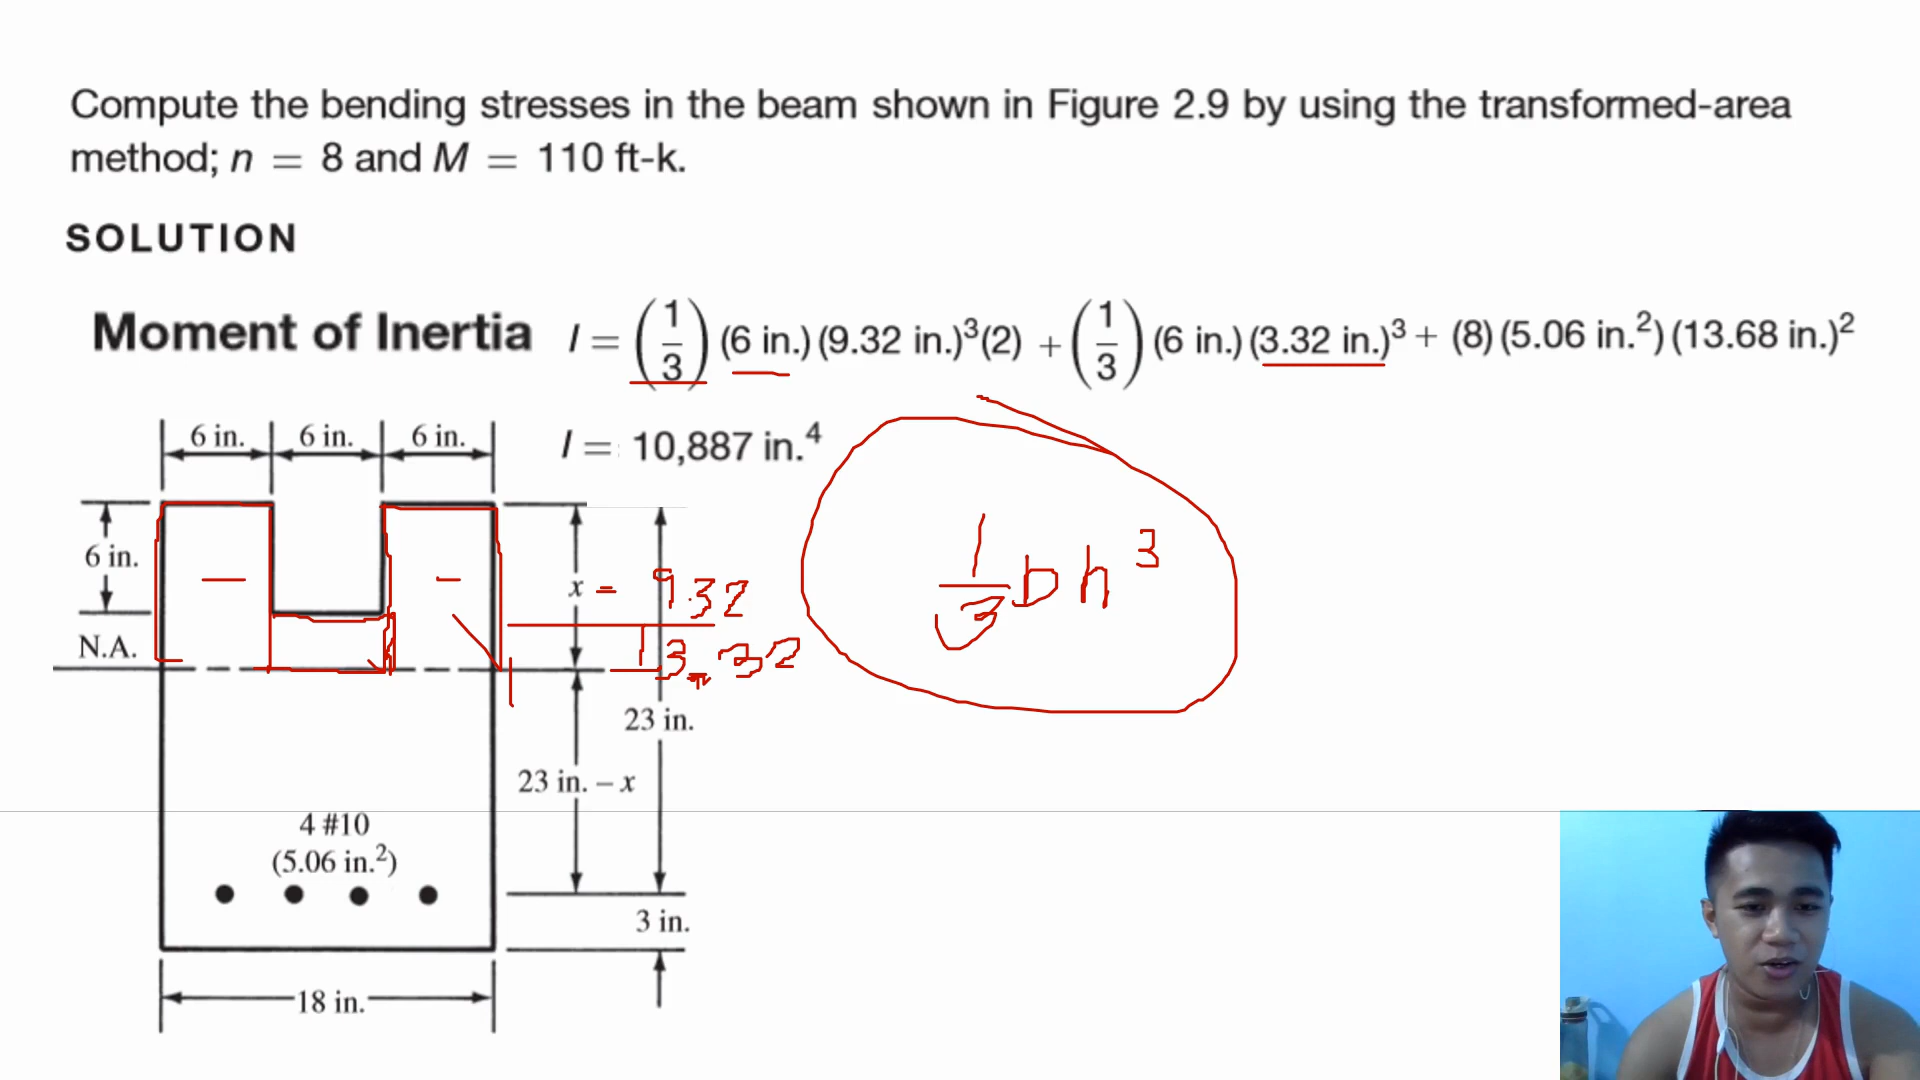 Compute the bending stresses in the beam shown in Figure 2.9 by using the transformed-area
method; n = 8 and M = 110 ft-k.
SOLUTION
Moment of Inertia I = (1/3) (6 in.) (9.32 in.)³(2) + (1/3) (6 in.) (3.32 in.)³ + (8) (5.06 in.²) (13.68 in.)²
I = 10,887 in.⁴
6 in. 6 in. 6 in.
6 in.
x = 9.32
1/3 b h³
N.A.
13.32
23 in.
23 in. – x
4 #10
(5.06 in.²)
3 in.
18 in.